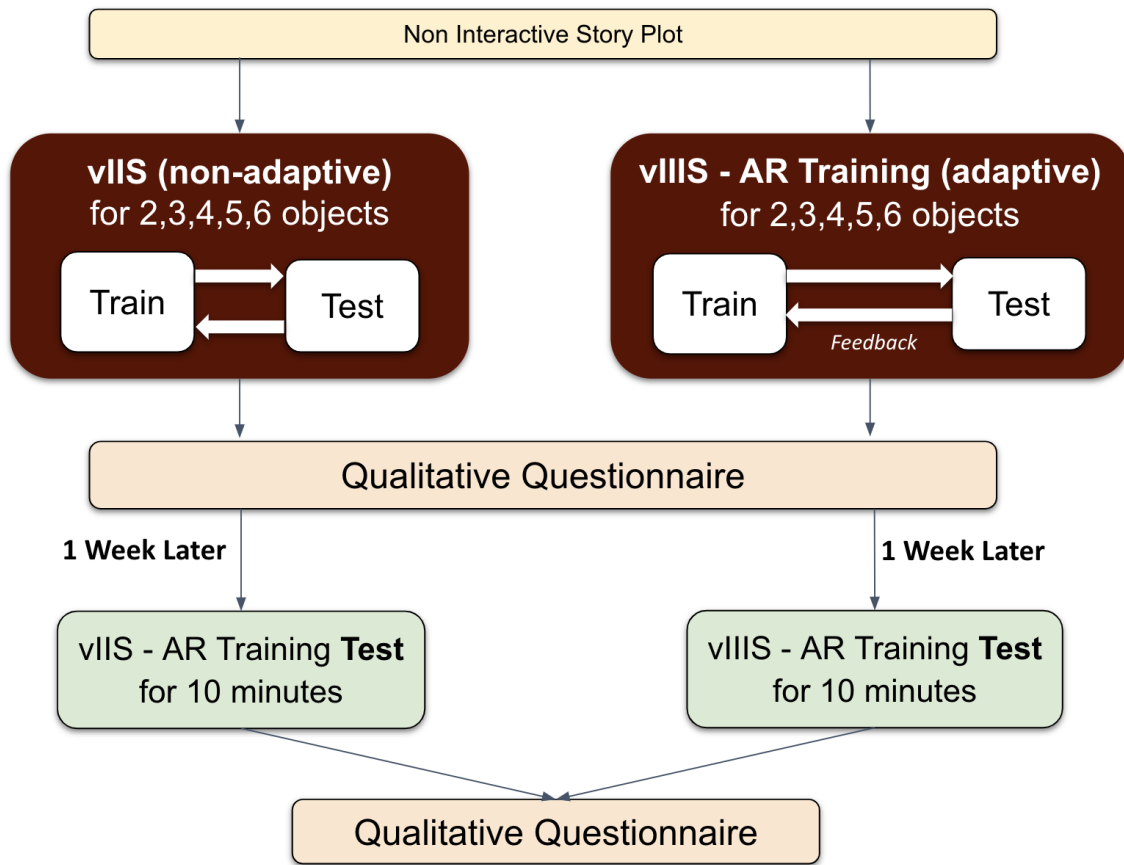 Non Interactive Story Plot
vIIS (non-adaptive)
for 2,3,4,5,6 objects
Train
Test
vIIIS - AR Training (adaptive)
for 2,3,4,5,6 objects
Train
Test
Feedback
Qualitative Questionnaire
1 Week Later
1 Week Later
vIIS - AR Training Test
for 10 minutes
vIIIS - AR Training Test
for 10 minutes
Qualitative Questionnaire